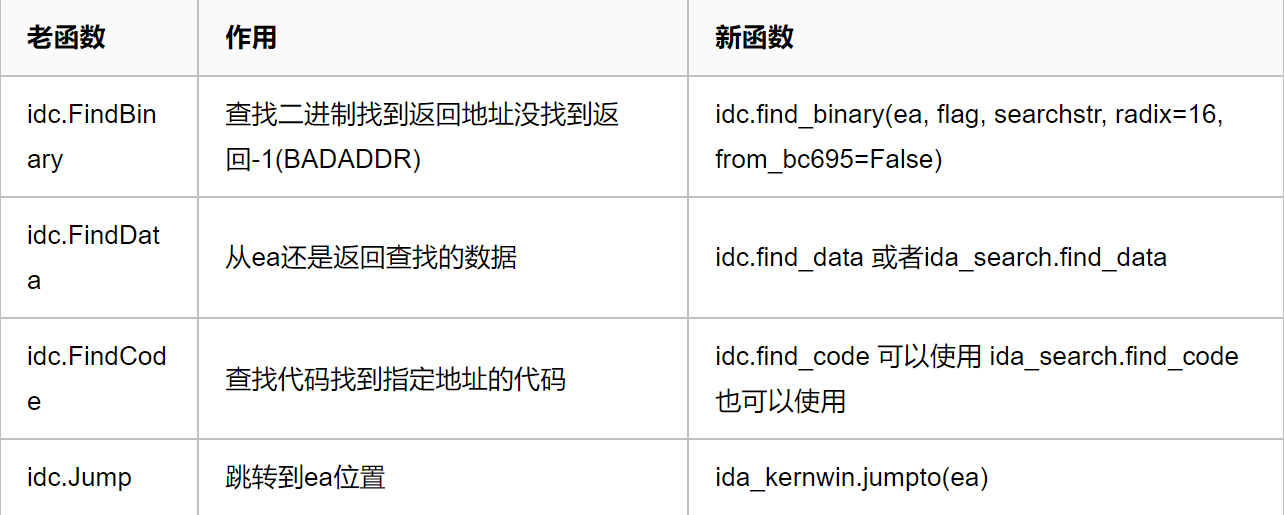 老函数 作用 新函数
idc.FindBin
ary
查找二进制找到返回地址没找到返
回-1(BADADDR)
idc.find_binary(ea, flag, searchstr, radix=16,
from_bc695=False)
idc.FindDat
a
从ea还是返回查找的数据
idc.find_data 或者ida_search.find_data
idc.FindCod
e
查找代码找到指定地址的代码
idc.find_code 可以使用 ida_search.find_code
也可以使用
idc.Jump
跳转到ea位置
ida_kernwin.jumpto(ea)